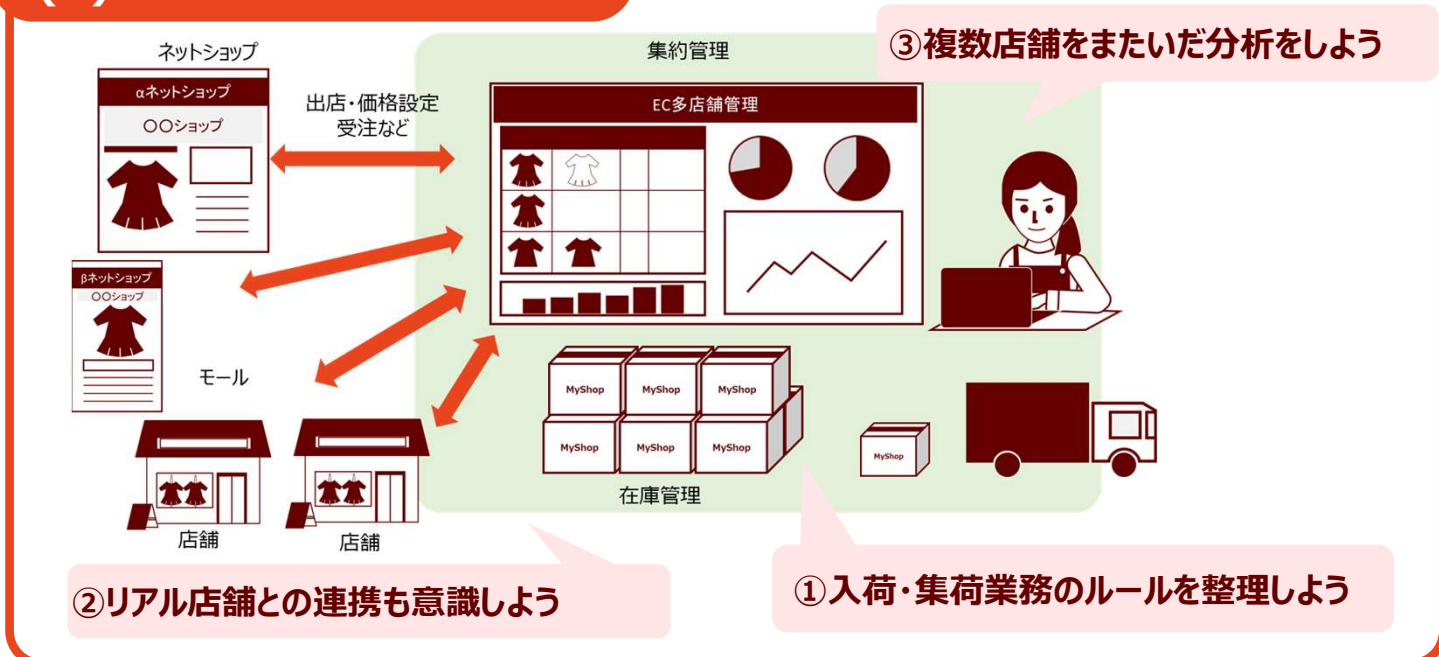 ③複数店舗をまたいだ分析をしよう
ネットショップ
集約管理
αネットショップ
〇〇ショップ
出店・価格設定
受注など
EC多店舗管理
βネットショップ
〇〇ショップ
モール
MyShop
MyShop
MyShop
MyShop
MyShop
MyShop
MyShop
在庫管理
店舗
店舗
②リアル店舗との連携も意識しよう
①入荷・集荷業務のルールを整理しよう